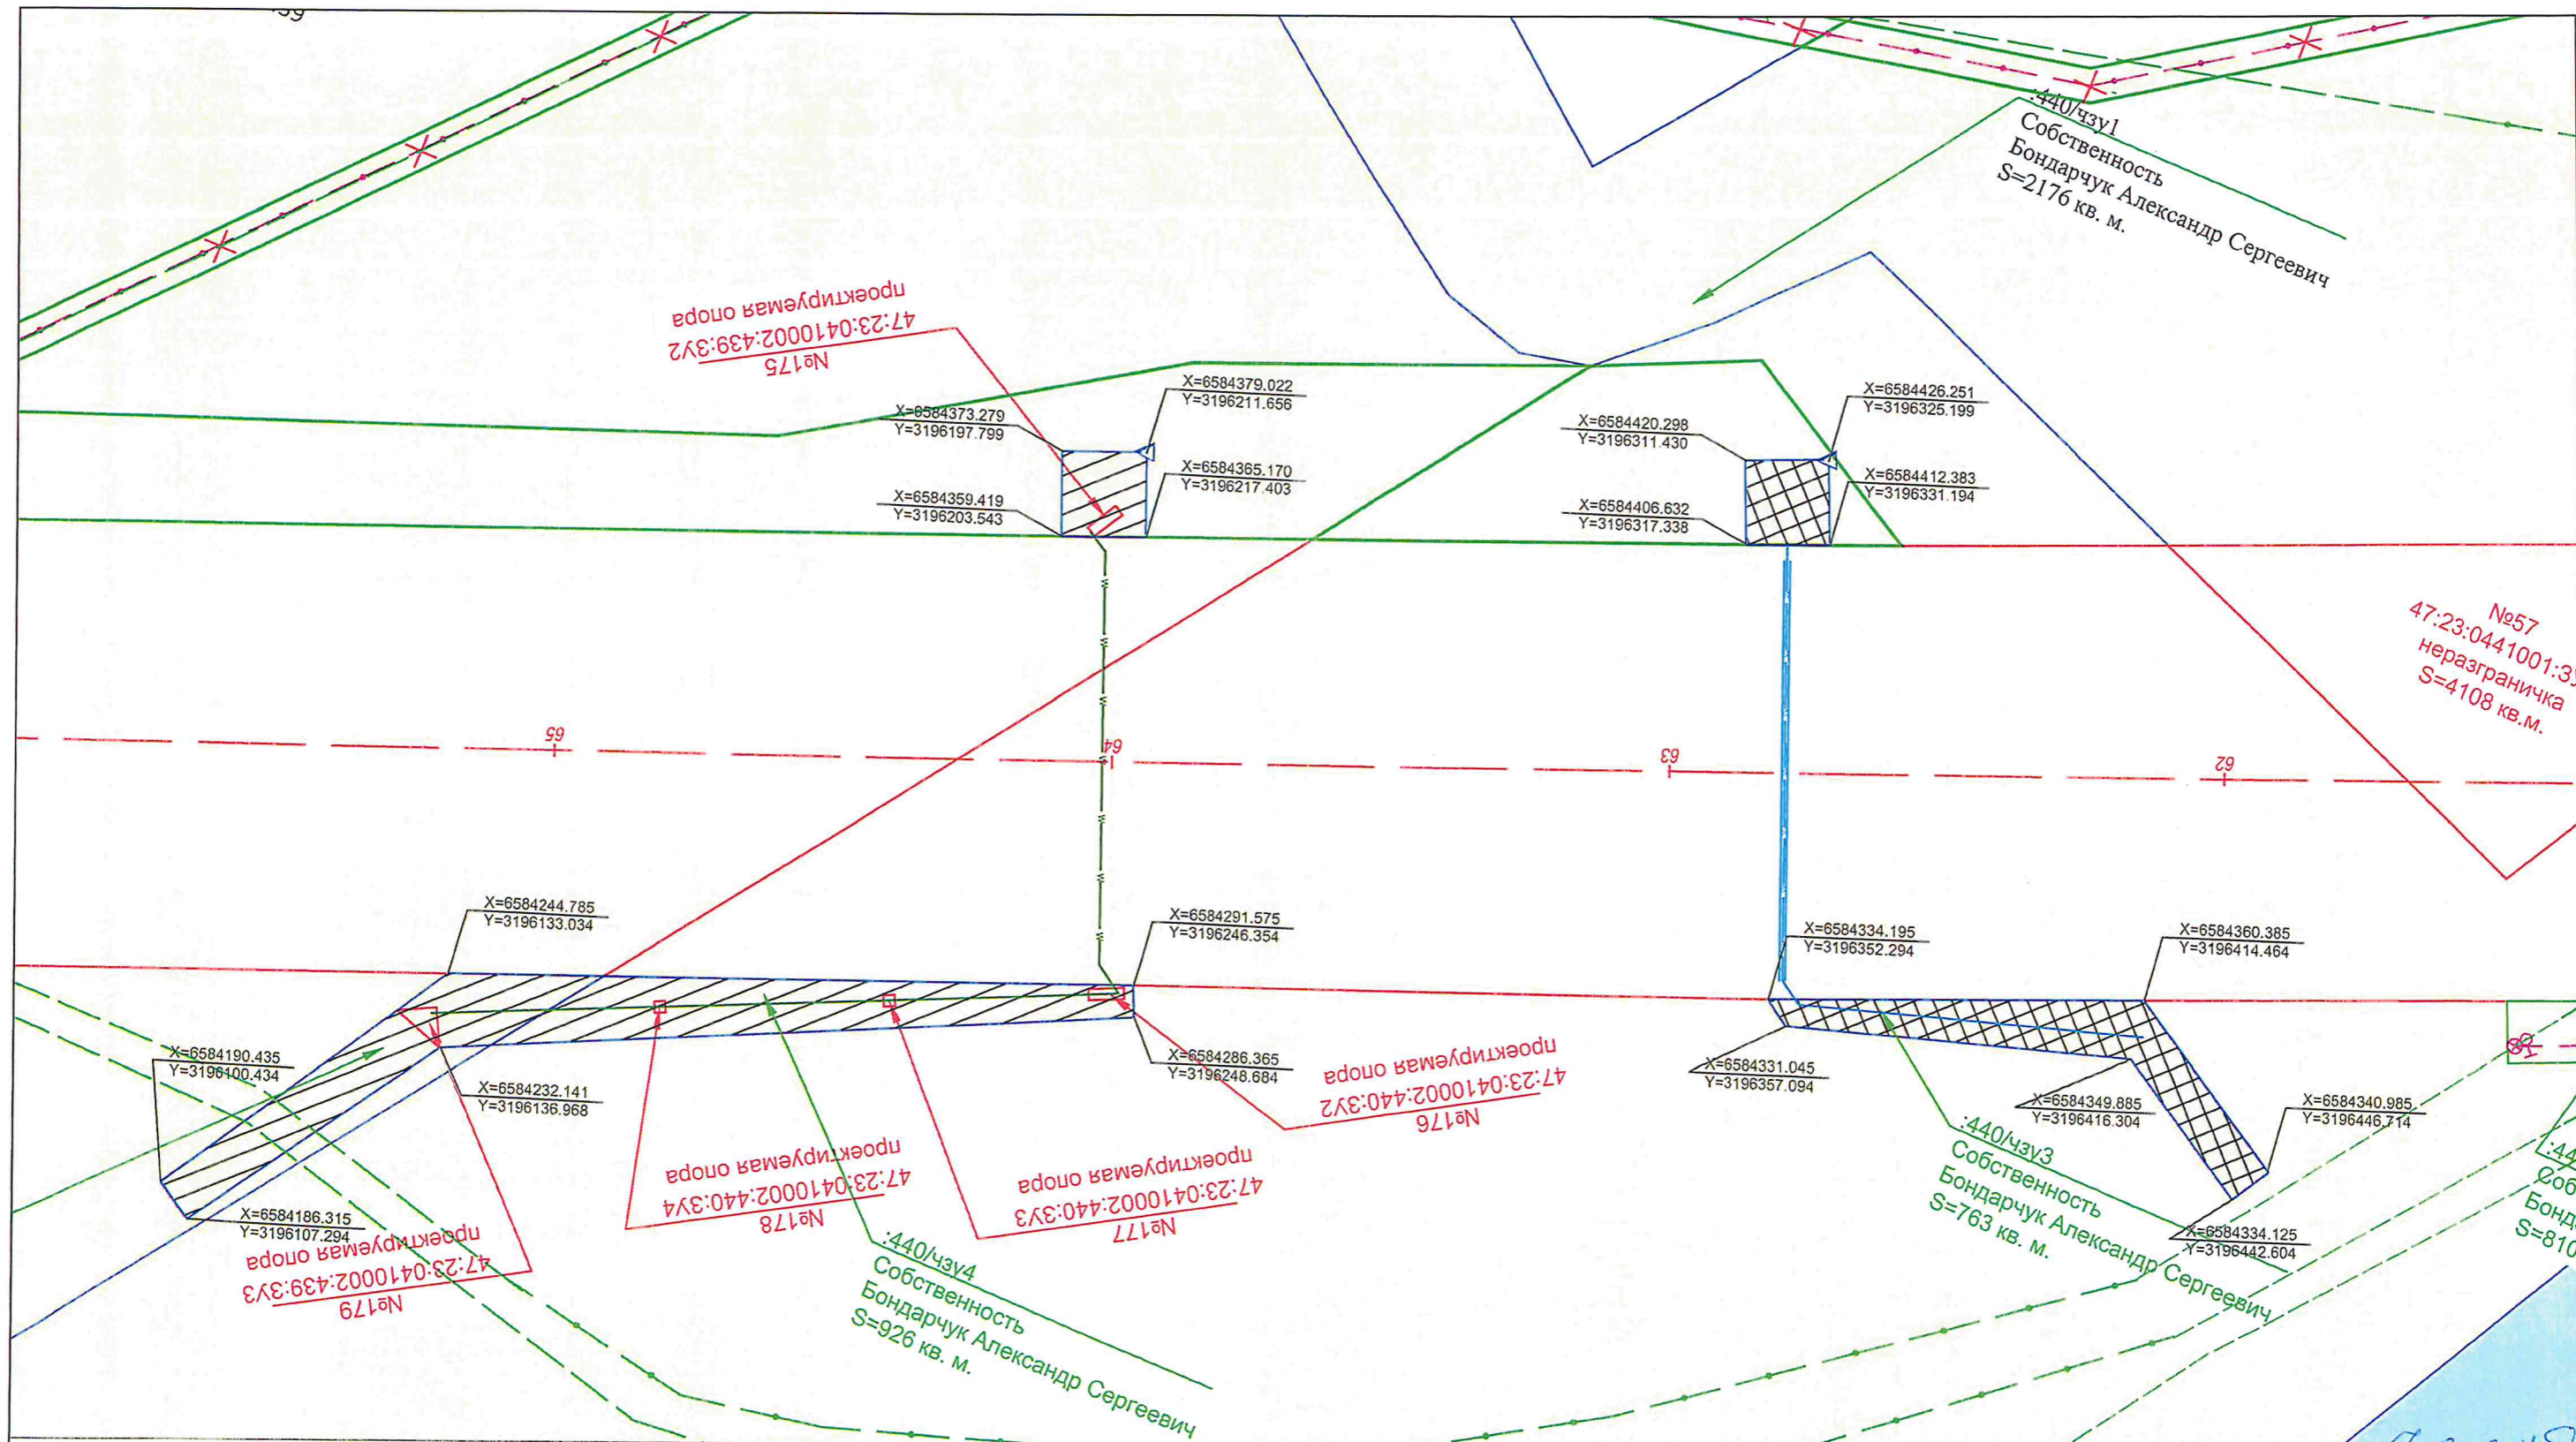 :440/чзу1
Собственность
Бондарчук Александр Сергеевич
S=2176 кв. м.
проектируемая опора
47:23:0410002:439:ЗУ2
№175
X=6584379.022
Y=3196211.656
X=6584373.279
Y=3196197.799
X=6584365.170
Y=3196217.403
X=6584359.419
Y=3196203.543
X=6584426.251
Y=3196325.199
X=6584420.298
Y=3196311.430
X=6584412.383
Y=3196331.194
X=6584406.632
Y=3196317.338
№57
47:23:0441001:ЗУ
неразграничка
S=4108 кв.м.
65
64
63
62
X=6584244.785
Y=3196133.034
X=6584291.575
Y=3196246.354
X=6584334.195
Y=3196352.294
X=6584360.385
Y=3196414.464
X=6584190.435
Y=3196100.434
X=6584232.141
Y=3196136.968
X=6584286.365
Y=3196248.684
X=6584331.045
Y=3196357.094
X=6584349.885
Y=3196416.304
X=6584340.985
Y=3196446.714
X=6584186.315
Y=3196107.294
X=6584334.125
Y=3196442.604
проектируемая опора
47:23:0410002:440:ЗУ2
№176
проектируемая опора
47:23:0410002:440:ЗУ3
№177
проектируемая опора
47:23:0410002:440:ЗУ4
№178
проектируемая опора
47:23:0410002:439:ЗУ3
№179
:440/чзу4
Собственность
Бондарчук Александр Сергеевич
S=926 кв. м.
:440/чзу3
Собственность
Бондарчук Александр Сергеевич
S=763 кв. м.
:44
Соб
Бонд
S=810